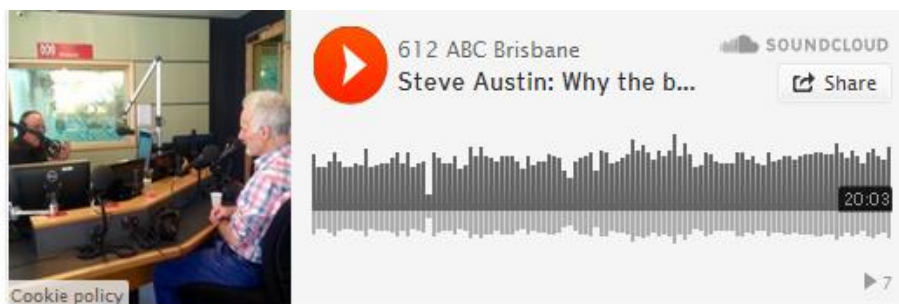 612 ABC Brisbane
SOUNDCLOUD
Steve Austin: Why the b...
Share
20:03
7
Cookie policy